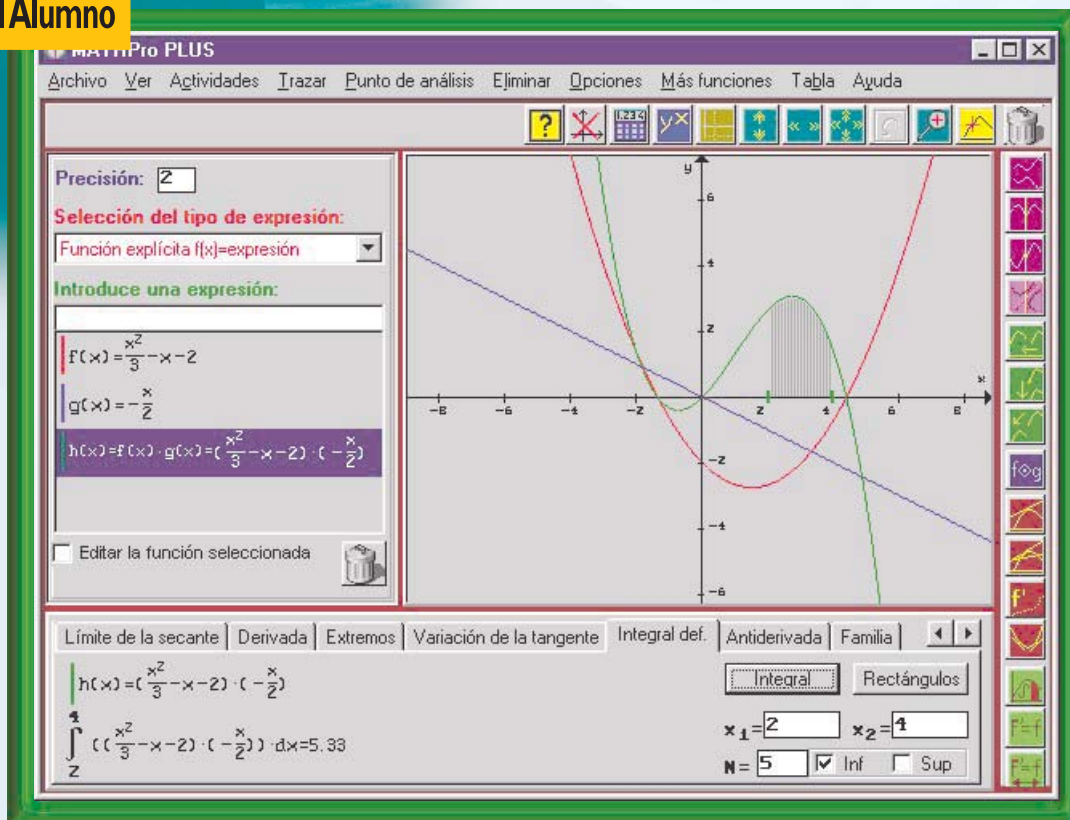 Alumno
MATHPro PLUS
Archivo Ver Actividades Trazar Punto de análisis Eliminar Opciones Más funciones Tabla Ayuda
? 1.234 y^x
Precisión: 2
Selección del tipo de expresión:
Función explícita f(x)=expresión
Introduce una expresión:
f(x)=x²/3-x-2
g(x)=-x/2
h(x)=f(x)·g(x)=(x²/3-x-2)·(-x/2)
Editar la función seleccionada
y
6
4
2
-8 -6 -4 -2 2 4 6 8 x
-2
-4
-6
f⊗g
f'
F'=f
F'=f
Límite de la secante Derivada Extremos Variación de la tangente Integral def. Antiderivada Familia
h(x)=(x²/3-x-2)·(-x/2)
∫₂⁴ ((x²/3-x-2)·(-x/2))·dx=5.33
Integral Rectángulos
x₁=2 x₂=4
N=5 Inf Sup